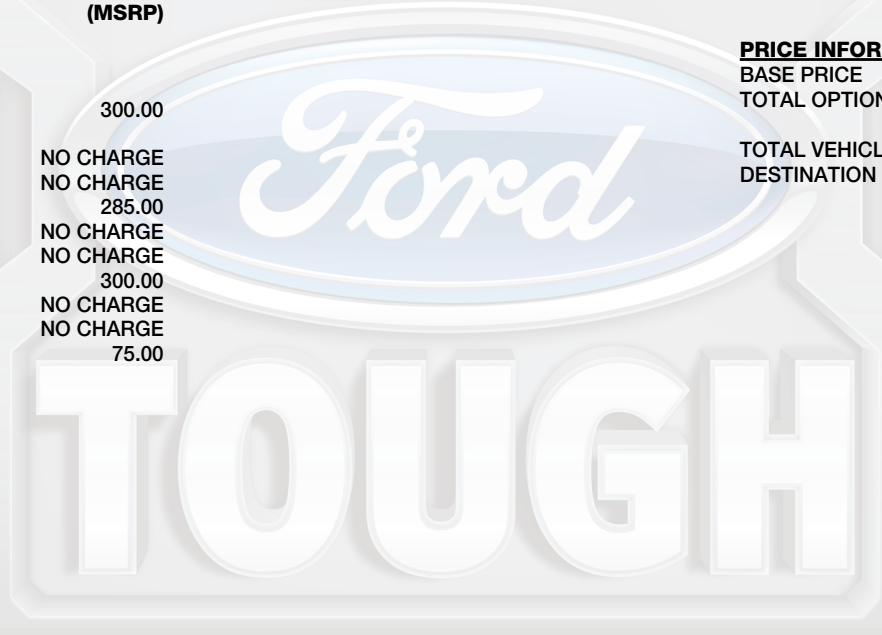 (MSRP)
300.00
NO CHARGE
NO CHARGE
285.00
NO CHARGE
NO CHARGE
300.00
NO CHARGE
NO CHARGE
75.00
PRICE INFOR
BASE PRICE
TOTAL OPTION
TOTAL VEHICL
DESTINATION
Ford
TOUGH